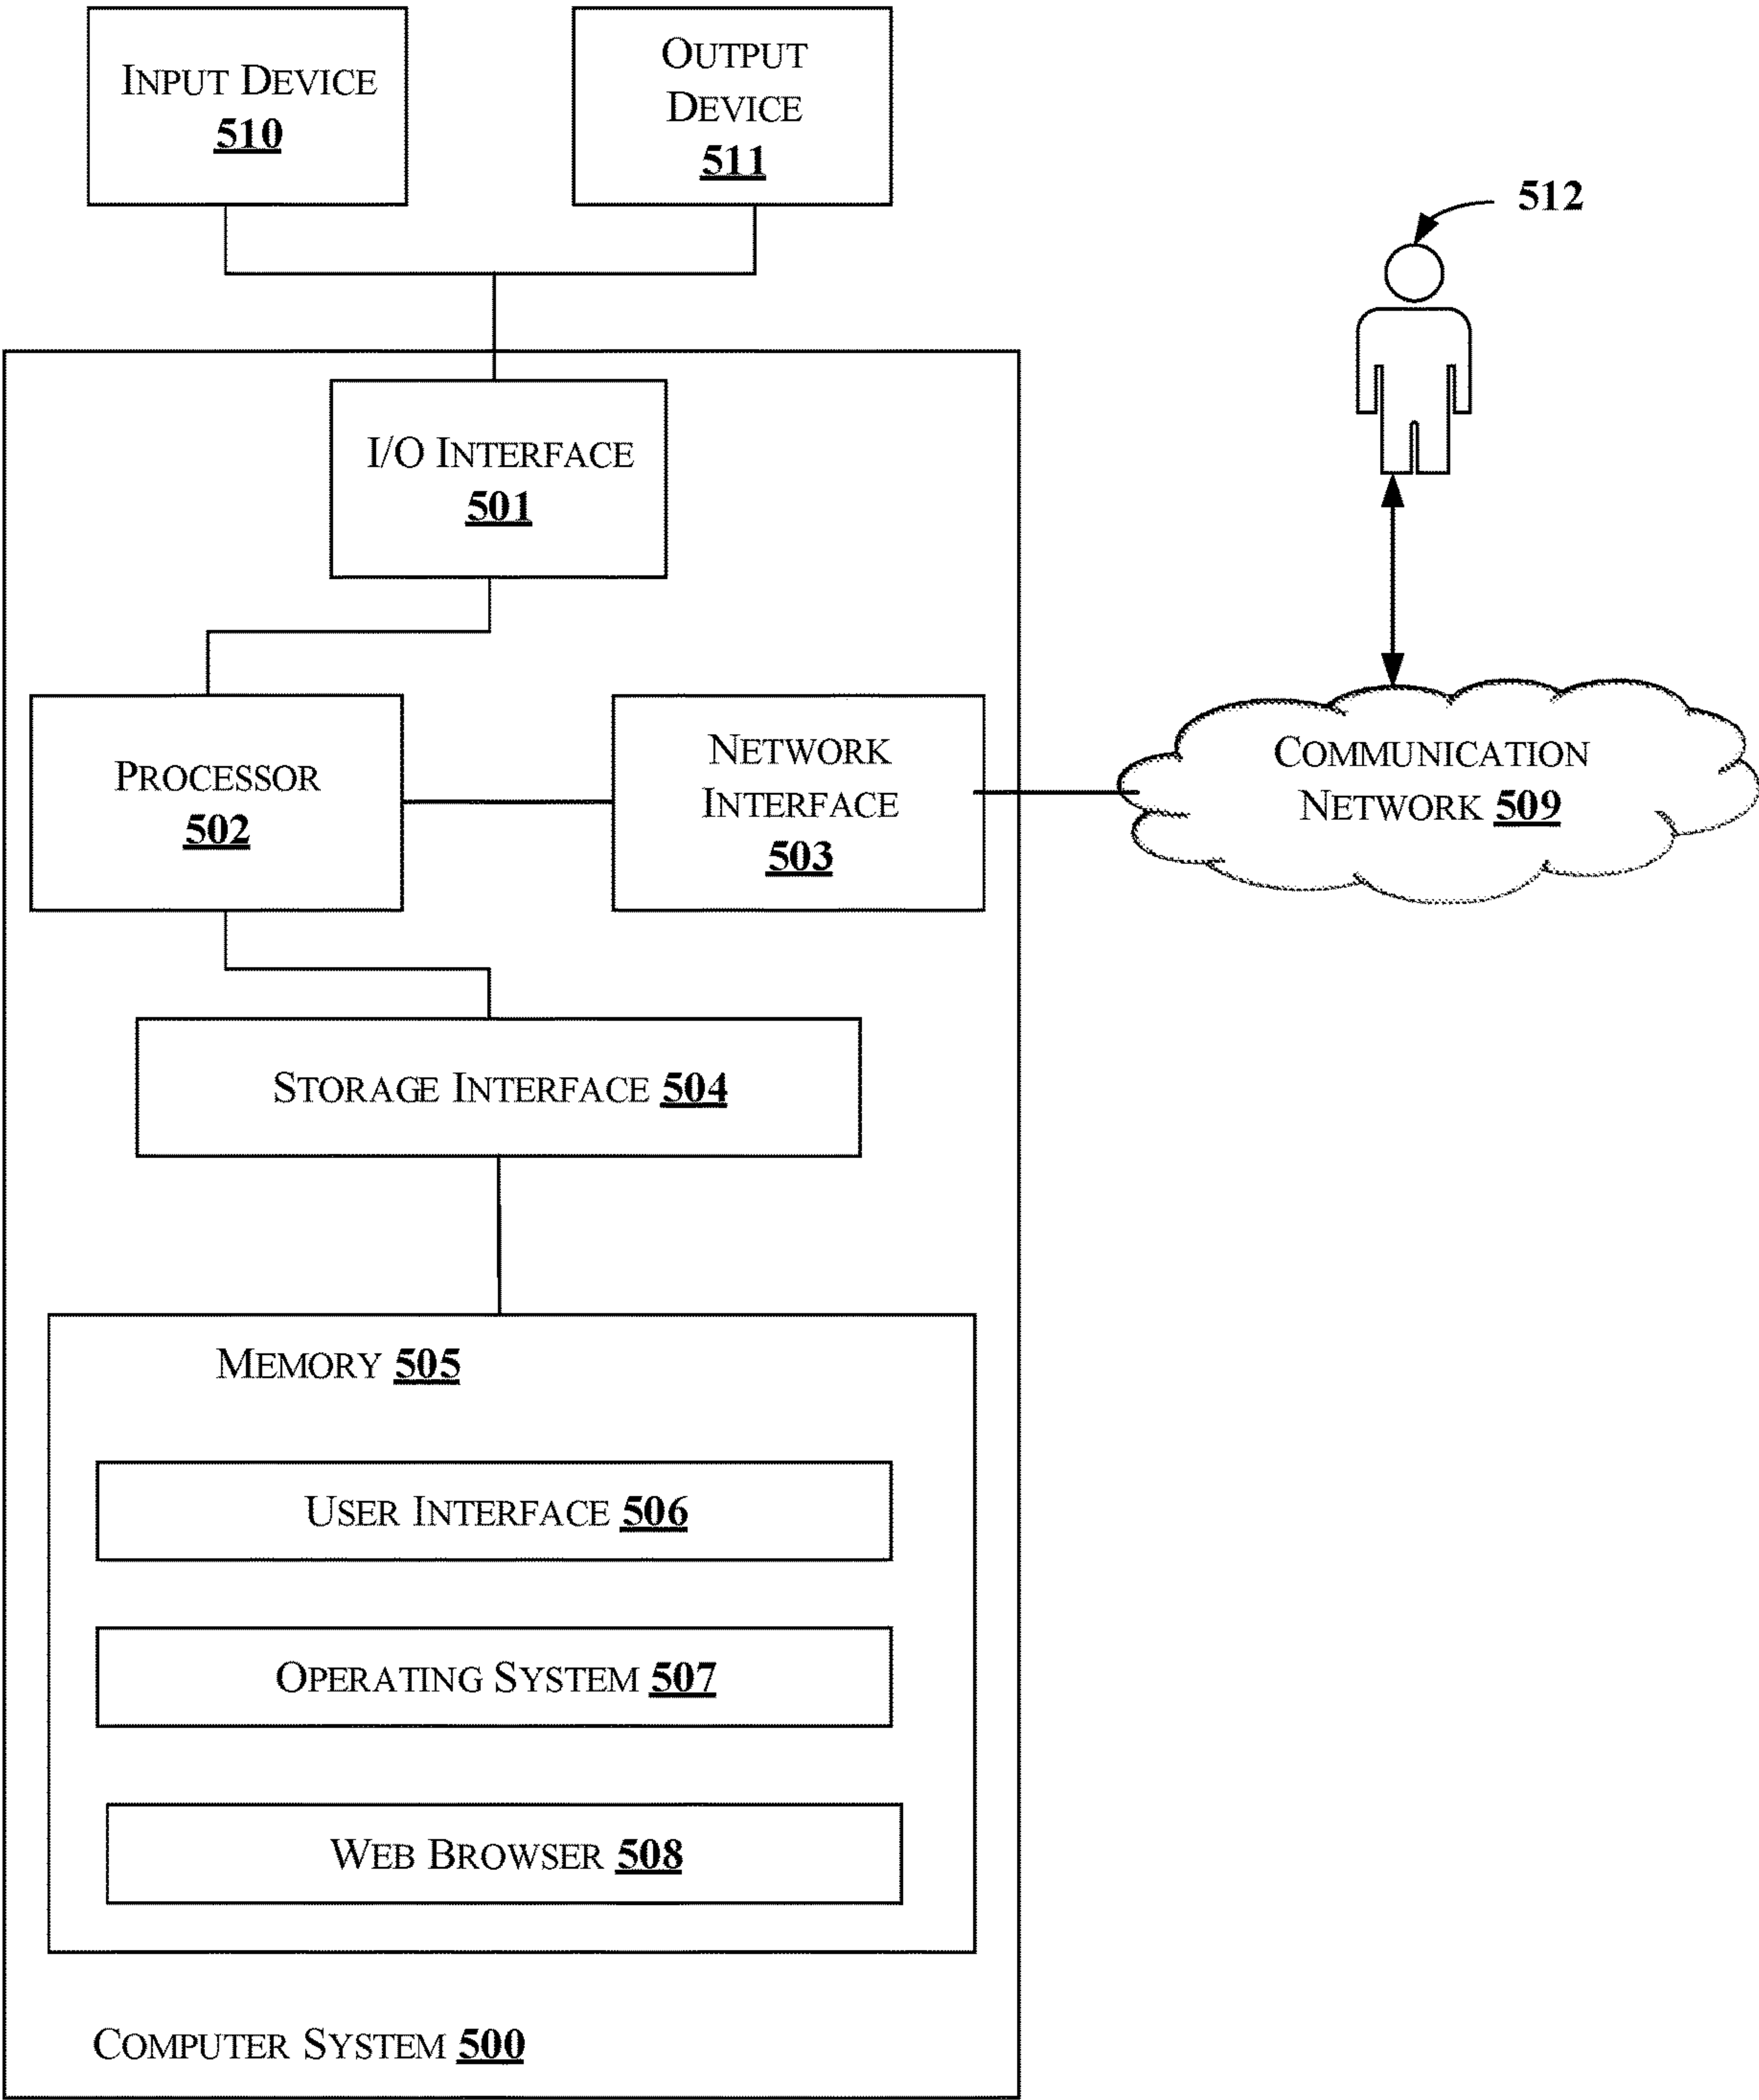 INPUT DEVICE
510
OUTPUT
DEVICE
511
512
I/O INTERFACE
501
PROCESSOR
502
NETWORK
INTERFACE
503
COMMUNICATION
NETWORK 509
STORAGE INTERFACE 504
MEMORY 505
USER INTERFACE 506
OPERATING SYSTEM 507
WEB BROWSER 508
COMPUTER SYSTEM 500